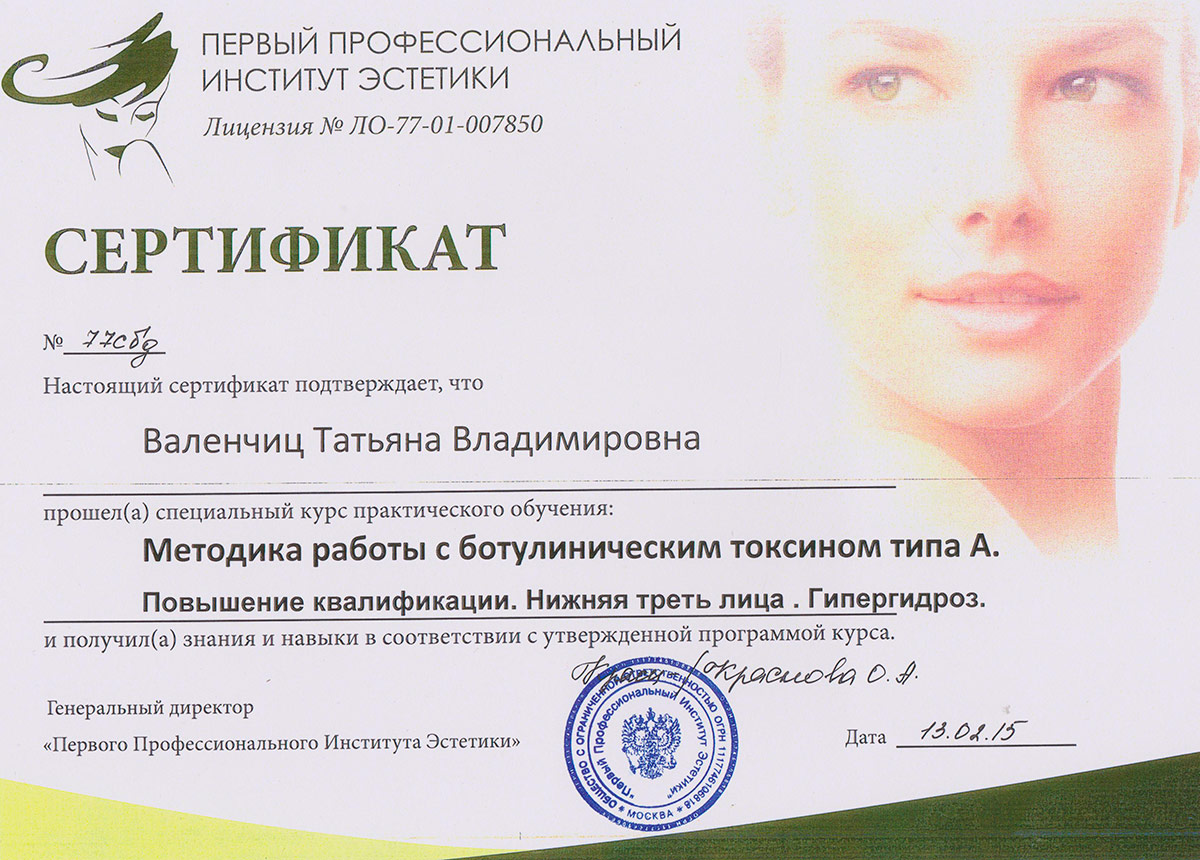 ПЕРВЫЙ ПРОФЕССИОНАЛЬНЫЙ
ИНСТИТУТ ЭСТЕТИКИ
Лицензия № ЛО-77-01-007850
СЕРТИФИКАТ
№ 77сбд
Настоящий сертификат подтверждает, что
Валенчиц Татьяна Владимировна
прошел(а) специальный курс практического обучения:
Методика работы с ботулиническим токсином типа А.
Повышение квалификации. Нижняя треть лица . Гипергидроз.
и получил(а) знания и навыки в соответствии с утвержденной программой курса.
О. А.
Генеральный директор
«Первого Профессионального Института Эстетики»
ОБЩЕСТВО С ОГРАНИЧЕННОЙ ОТВЕТСТВЕННОСТЬЮ ОГРН 1117746106818
"Первый Профессиональный Институт Эстетики"
* МОСКВА *
Дата 13.02.15